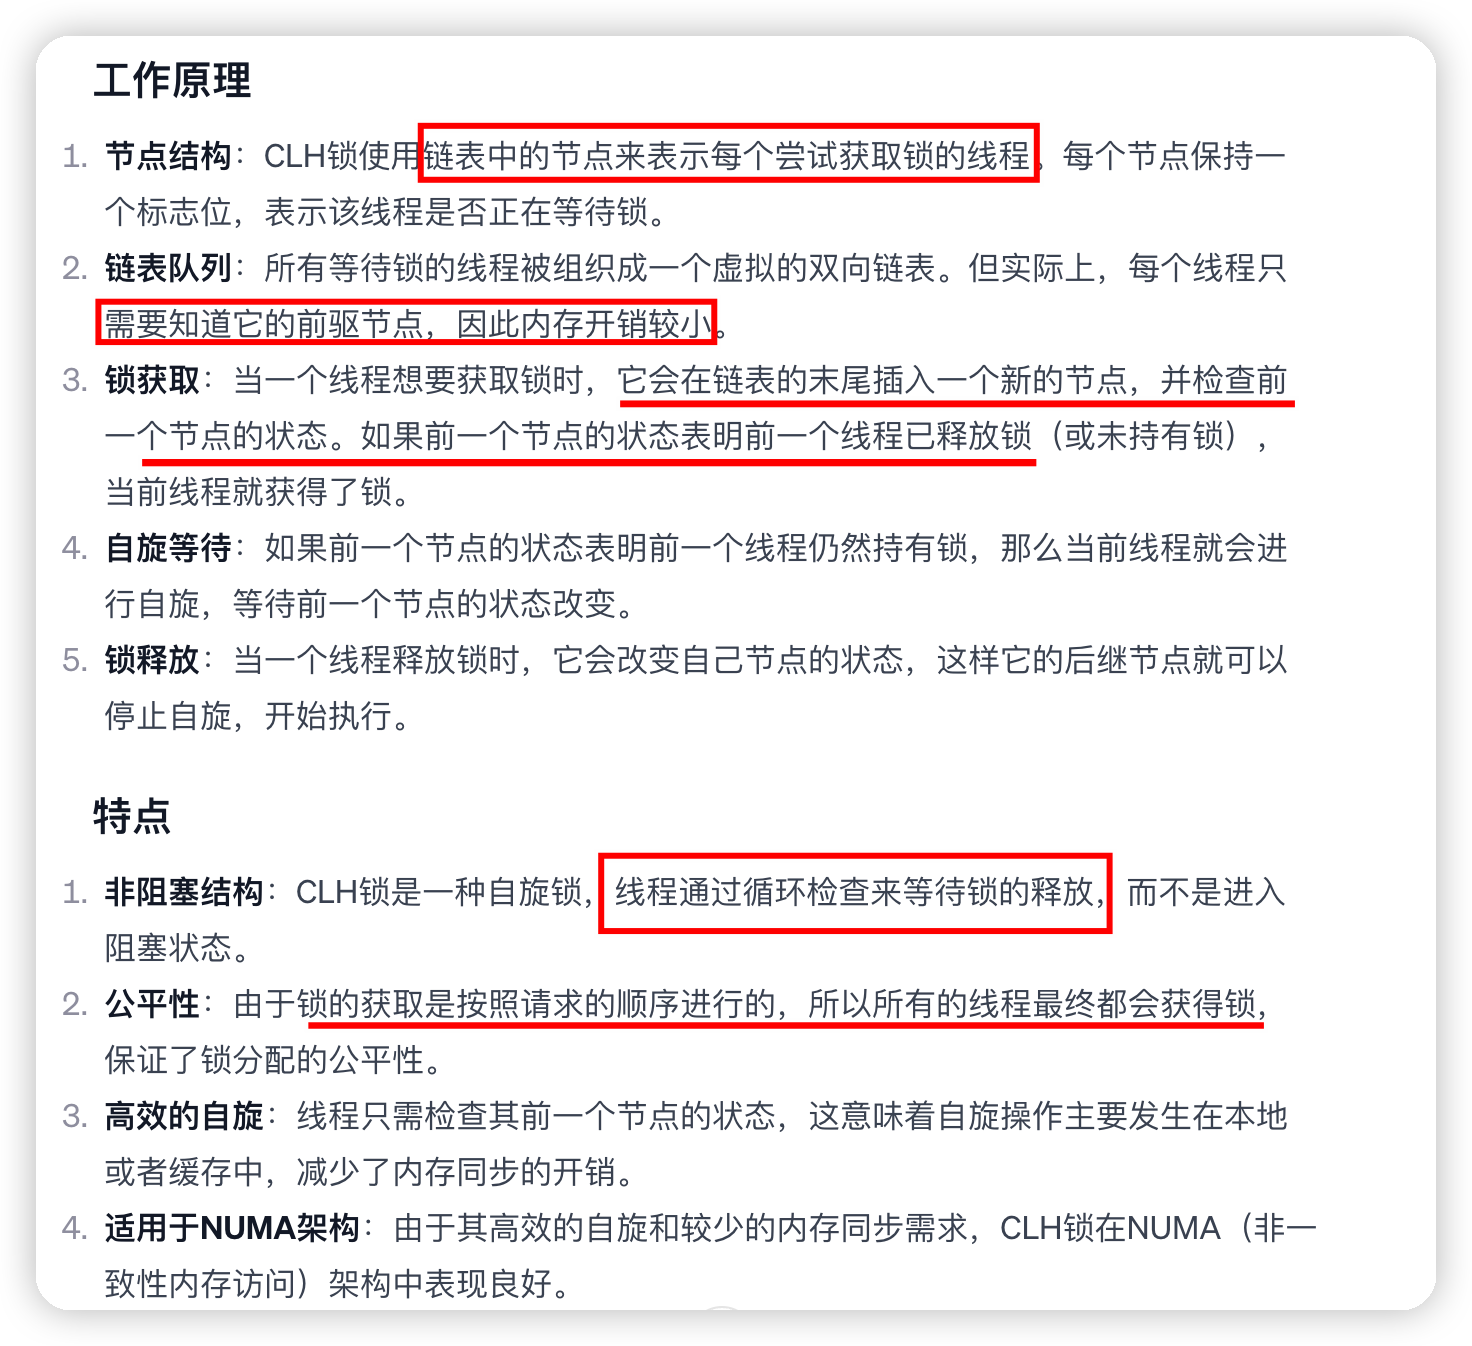 工作原理
1. 节点结构：CLH锁使用链表中的节点来表示每个尝试获取锁的线程。每个节点保持一
个标志位，表示该线程是否正在等待锁。
2. 链表队列：所有等待锁的线程被组织成一个虚拟的双向链表。但实际上，每个线程只
需要知道它的前驱节点，因此内存开销较小。
3. 锁获取：当一个线程想要获取锁时，它会在链表的末尾插入一个新的节点，并检查前
一个节点的状态。如果前一个节点的状态表明前一个线程已释放锁（或未持有锁），
当前线程就获得了锁。
4. 自旋等待：如果前一个节点的状态表明前一个线程仍然持有锁，那么当前线程就会进
行自旋，等待前一个节点的状态改变。
5. 锁释放：当一个线程释放锁时，它会改变自己节点的状态，这样它的后继节点就可以
停止自旋，开始执行。
特点
1. 非阻塞结构：CLH锁是一种自旋锁，线程通过循环检查来等待锁的释放，而不是进入
阻塞状态。
2. 公平性：由于锁的获取是按照请求的顺序进行的，所以所有的线程最终都会获得锁，
保证了锁分配的公平性。
3. 高效的自旋：线程只需检查其前一个节点的状态，这意味着自旋操作主要发生在本地
或者缓存中，减少了内存同步的开销。
4. 适用于NUMA架构：由于其高效的自旋和较少的内存同步需求，CLH锁在NUMA（非一
致性内存访问）架构中表现良好。